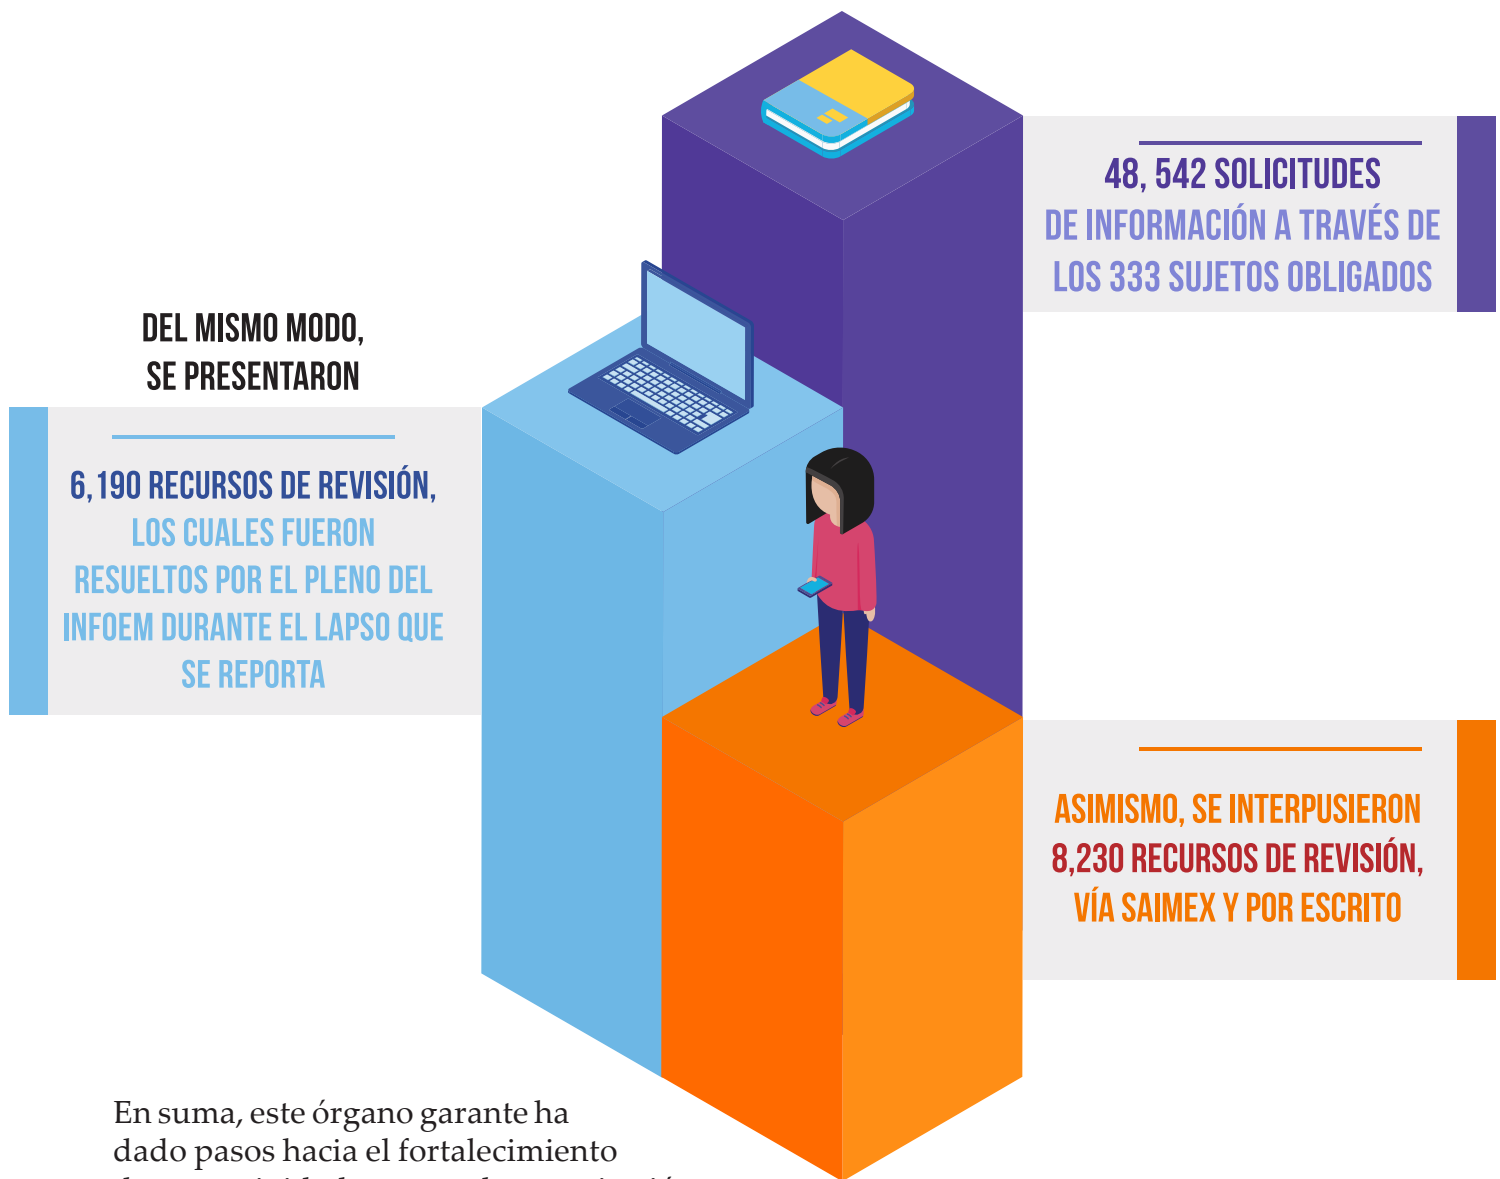 48, 542 SOLICITUDES
DE INFORMACIÓN A TRAVÉS DE
LOS 333 SUJETOS OBLIGADOS
DEL MISMO MODO,
SE PRESENTARON
6,190 RECURSOS DE REVISIÓN,
LOS CUALES FUERON
RESUELTOS POR EL PLENO DEL
INFOEM DURANTE EL LAPSO QUE
SE REPORTA
ASIMISMO, SE INTERPUSIERON
8,230 RECURSOS DE REVISIÓN,
VÍA SAIMEX Y POR ESCRITO
En suma, este órgano garante ha
dado pasos hacia el fortalecimiento